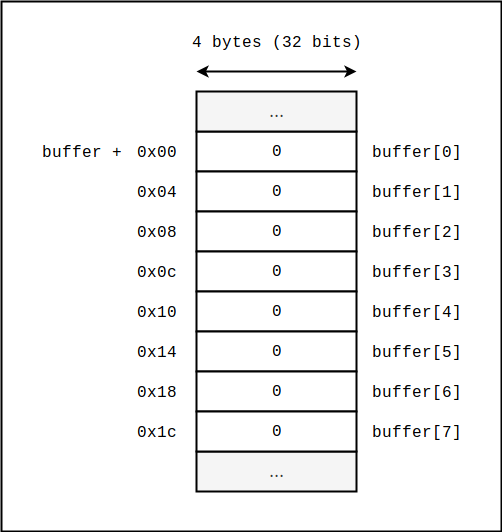 4 bytes (32 bits)
...
buffer + 0x00 0 buffer[0]
0x04 0 buffer[1]
0x08 0 buffer[2]
0x0c 0 buffer[3]
0x10 0 buffer[4]
0x14 0 buffer[5]
0x18 0 buffer[6]
0x1c 0 buffer[7]
...